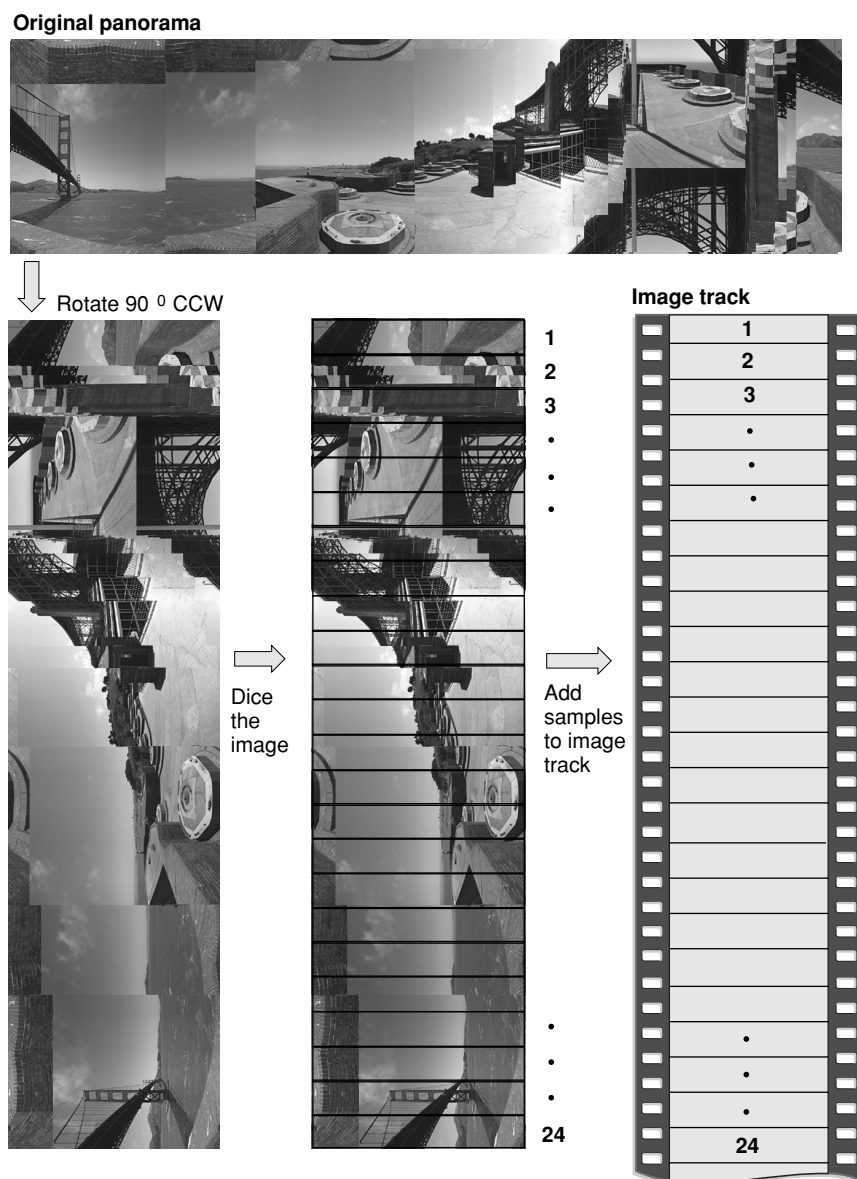 Original panorama
Rotate 90 0 CCW
Image track
1
2
3
24
Dice
the
image
Add
samples
to image
track
1
2
3
24